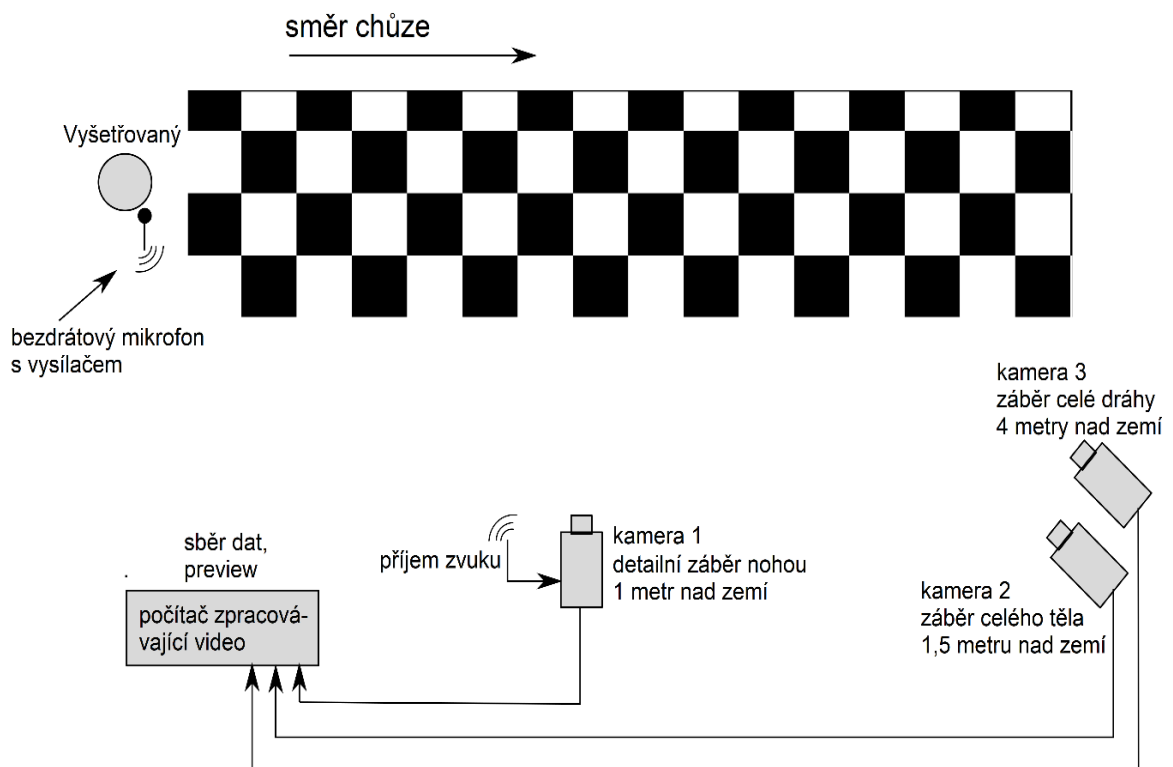 směr chůze
Vyšetřovaný
bezdrátový mikrofon
s vysílačem
kamera 3
záběr celé dráhy
4 metry nad zemí
příjem zvuku
kamera 1
detailní záběr nohou
1 metr nad zemí
sběr dat,
preview
počítač zpracová-
vající video
kamera 2
záběr celého těla
1,5 metru nad zemí